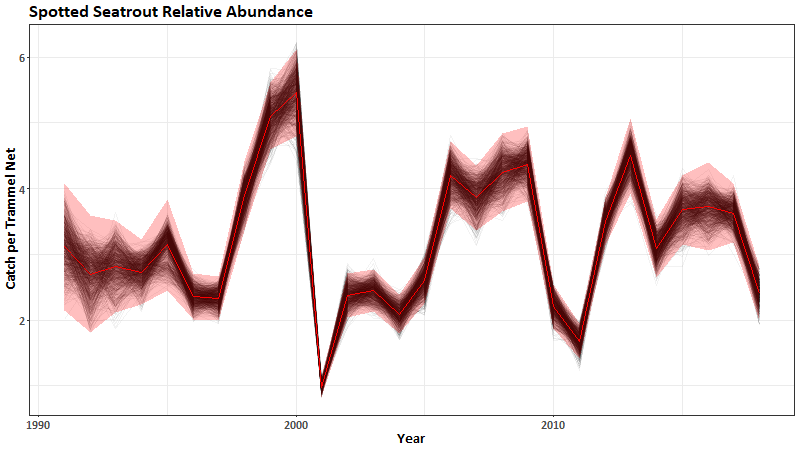 Spotted Seatrout Relative Abundance
Catch per Trammel Net
6
4
2
1990 2000 2010
Year